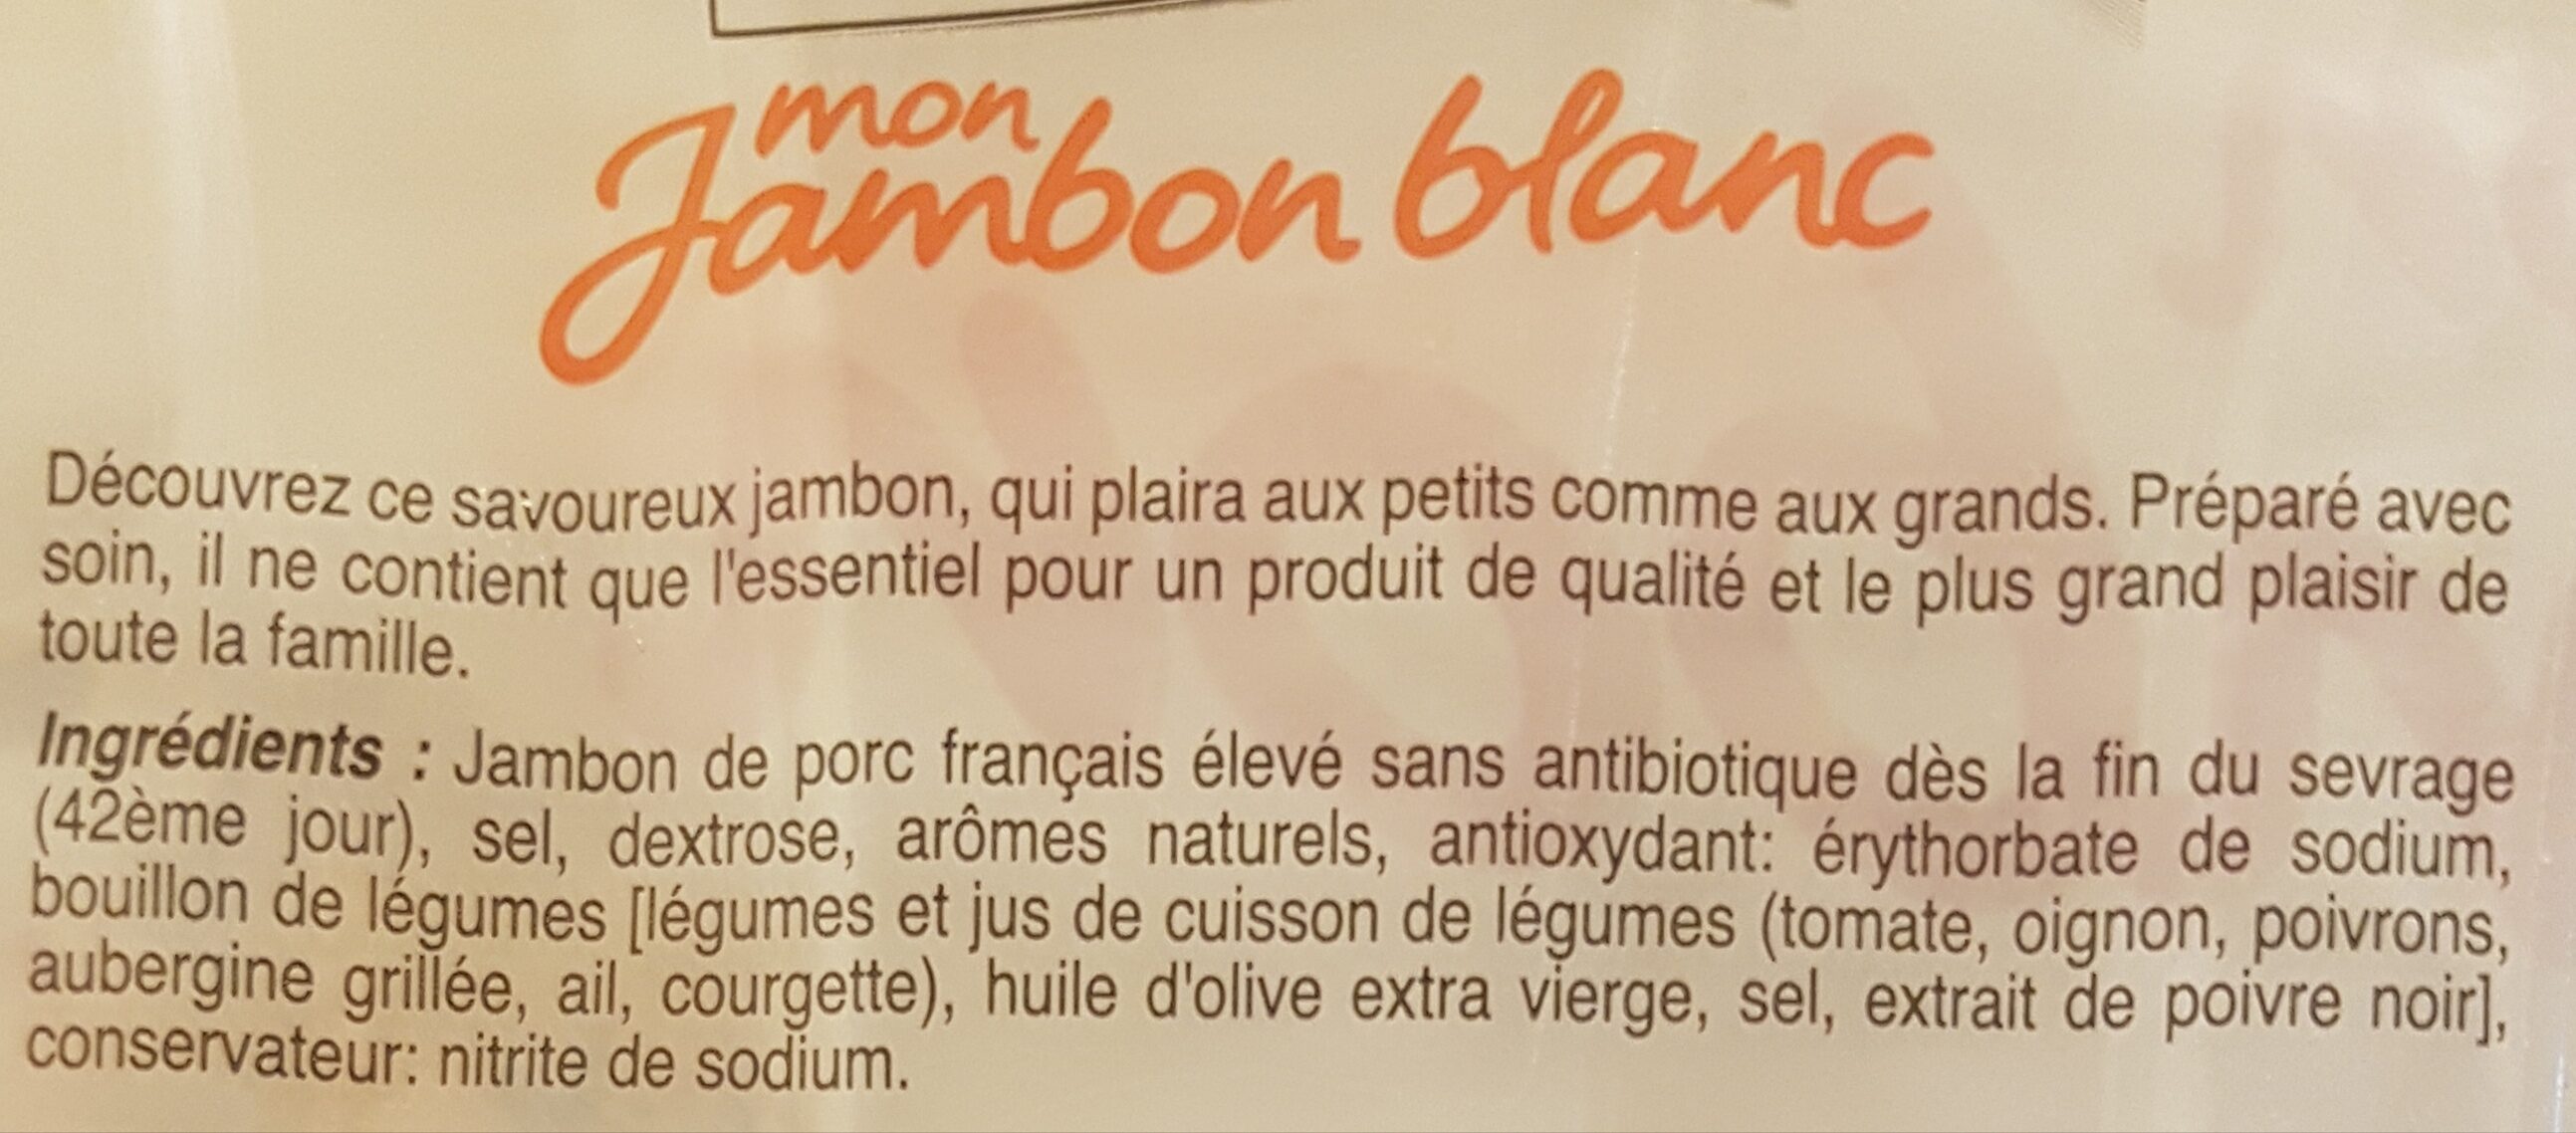 mon
Jambon blanc
Découvrez ce savoureux jambon, qui plaira aux petits comme aux grands. Préparé avec
soin, il ne contient que l'essentiel pour un produit de qualité et le plus grand plaisir de
toute la famille.
Ingrédients : Jambon de porc français élevé sans antibiotique dès la fin du sevrage
(42ème jour), sel, dextrose, arômes naturels, antioxydant: érythorbate de sodium,
bouillon de légumes [légumes et jus de cuisson de légumes (tomate, oignon, poivrons,
aubergine grillée, ail, courgette), huile d'olive extra vierge, sel, extrait de poivre noir],
conservateur: nitrite de sodium.